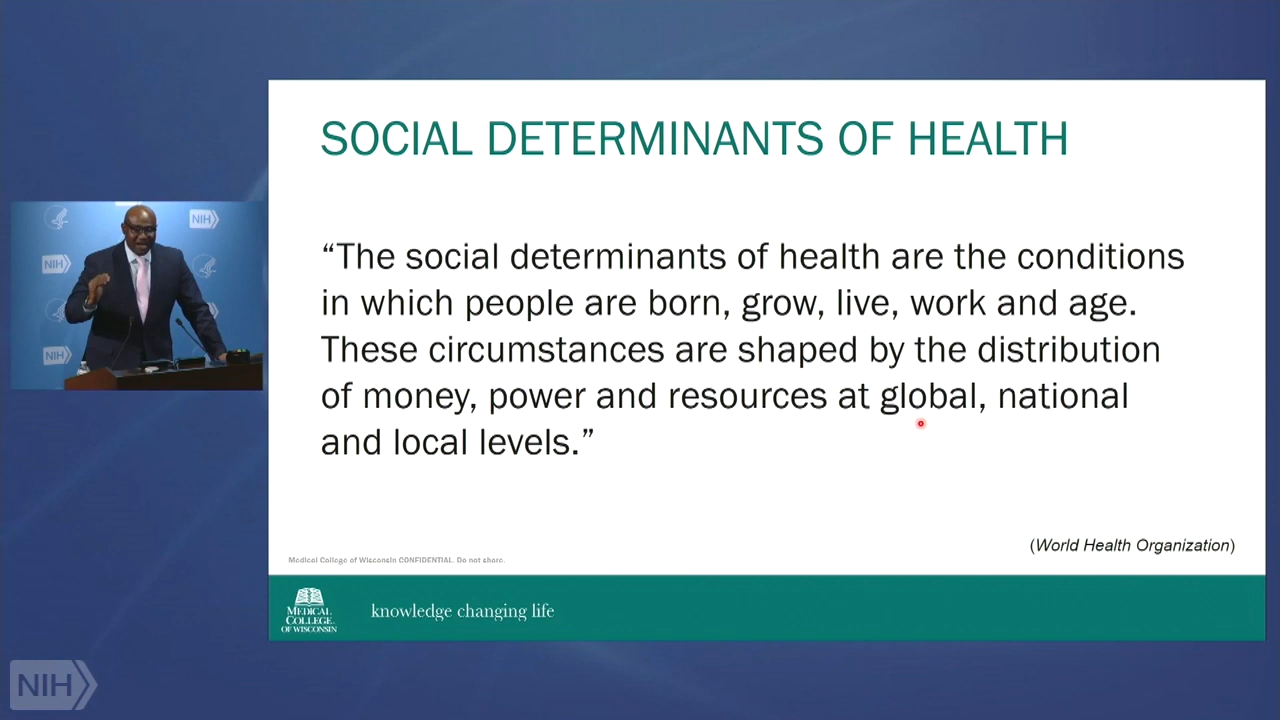 SOCIAL DETERMINANTS OF HEALTH
“The social determinants of health are the conditions
in which people are born, grow, live, work and age.
These circumstances are shaped by the distribution
of money, power and resources at global, national
and local levels.”
(World Health Organization)
Medical College of Wisconsin CONFIDENTIAL. Do not share.
MEDICAL
COLLEGE
OF WISCONSIN
knowledge changing life
NIH
NIH
NIH
NIH